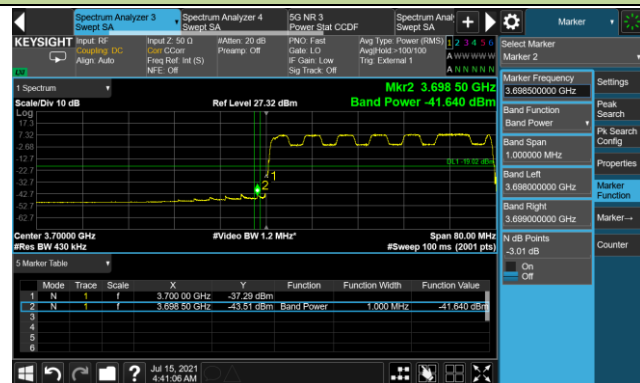 Spectrum Analyzer 3
Swept SA
Spectrum Analyzer 4
Swept SA
5G NR 3
Power Stat CCDF
Spectrum Anal
Swept SA
Marker
KEYSIGHT
Input: RF
Coupling: DC
Align: Auto
Input Z: 50 Ω
Corr CCorr
Freq Ref: Int (S)
NFE: Off
#Atten: 20 dB
Preamp: Off
PNO: Fast
Gate: LO
IF Gain: Low
Sig Track: Off
Avg Type: Power (RMS)
Avg|Hold:>100/100
Trig: External 1
1 2 3 4 5 6
A W W W W W
A N N N N N
Select Marker
Marker 2
LW
1 Spectrum
Scale/Div 10 dB
Ref Level 27.32 dBm
Mkr2 3.698 50 GHz
Band Power -41.640 dBm
Log
17.3
7.32
-2.68
-12.7
-22.7
-32.7
-42.7
-52.7
-62.7
DL1 -19.02 dBm
1
2
Center 3.70000 GHz
#Res BW 430 kHz
#Video BW 1.2 MHz*
Span 80.00 MHz
#Sweep 100 ms (2001 pts)
5 Marker Table
Mode Trace Scale X Y Function Function Width Function Value
1 N 1 f 3.700 00 GHz -37.29 dBm
2 N 1 f 3.698 50 GHz -43.51 dBm Band Power 1.000 MHz -41.640 dBm
3
4
5
6
Marker Frequency
3.698500000 GHz
Band Function
Band Power
Band Span
1.000000 MHz
Band Left
3.698000000 GHz
Band Right
3.699000000 GHz
N dB Points
-3.01 dB
On
Off
Settings
Peak
Search
Pk Search
Config
Properties
Marker
Function
Marker→
Counter
Jul 15, 2021
4:41:06 AM